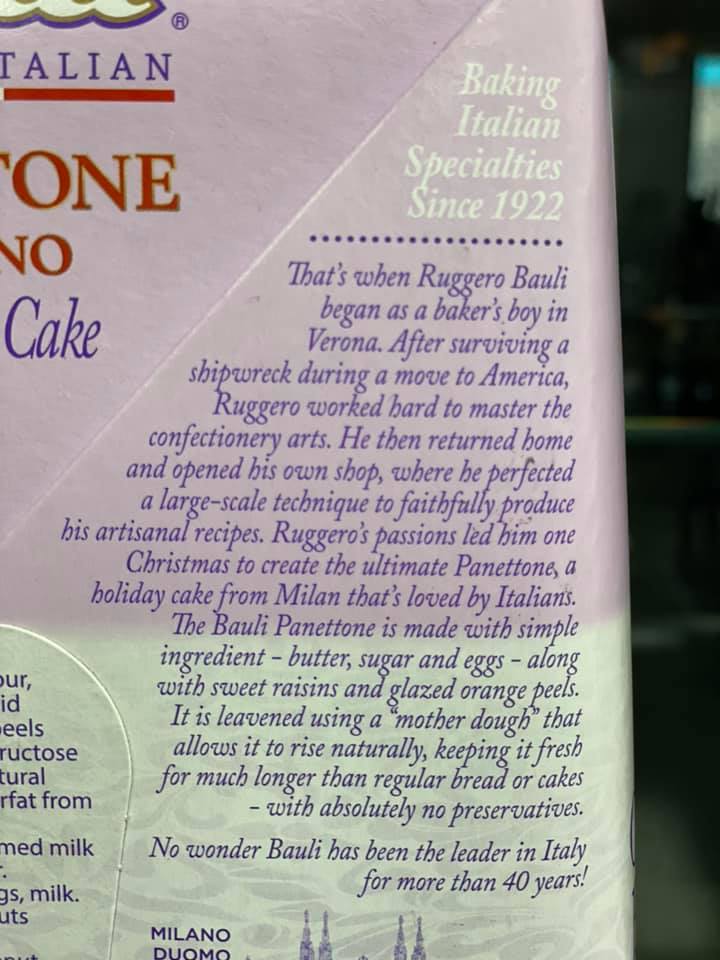 ®
TALIAN
TONE
NO
Cake
Baking
Italian
Specialties
Since 1922
That's when Ruggero Bauli
began as a baker's boy in
Verona. After surviving a
shipwreck during a move to America,
Ruggero worked hard to master the
confectionery arts. He then returned home
and opened his own shop, where he perfected
a large-scale technique to faithfully produce
his artisanal recipes. Ruggero's passions led him one
Christmas to create the ultimate Panettone, a
holiday cake from Milan that's loved by Italians.
The Bauli Panettone is made with simple
ingredient - butter, sugar and eggs - along
with sweet raisins and glazed orange peels.
It is leavened using a "mother dough" that
allows it to rise naturally, keeping it fresh
for much longer than regular bread or cakes
- with absolutely no preservatives.
No wonder Bauli has been the leader in Italy
for more than 40 years!
our,
id
peels
ructose
tural
rfat from
med milk
gs, milk.
uts
MILANO
DUOMO